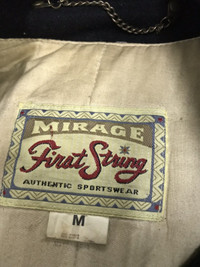 MIRAGE
First String
AUTHENTIC SPORTSWEAR
M